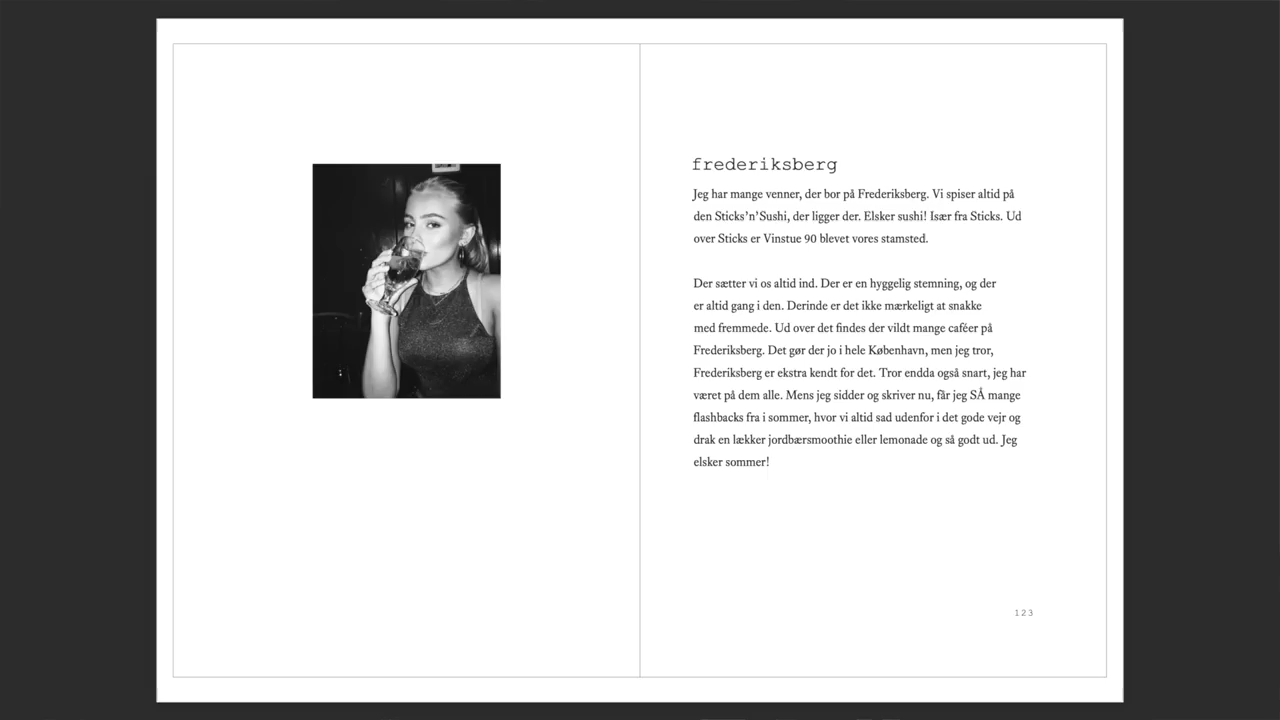 frederiksberg
Jeg har mange venner, der bor på Frederiksberg. Vi spiser altid på
den Sticks’n’Sushi, der ligger der. Elsker sushi! Især fra Sticks. Ud
over Sticks er Vinstue 90 blevet vores stamsted.
Der sætter vi os altid ind. Der er en hyggelig stemning, og der
er altid gang i den. Derinde er det ikke mærkeligt at snakke
med fremmede. Ud over det findes der vildt mange caféer på
Frederiksberg. Det gør der jo i hele København, men jeg tror,
Frederiksberg er ekstra kendt for det. Tror endda også snart, jeg har
været på dem alle. Mens jeg sidder og skriver nu, får jeg SÅ mange
flashbacks fra i sommer, hvor vi altid sad udenfor i det gode vejr og
drak en lækker jordbærsmoothie eller lemonade og så godt ud. Jeg
elsker sommer!
123